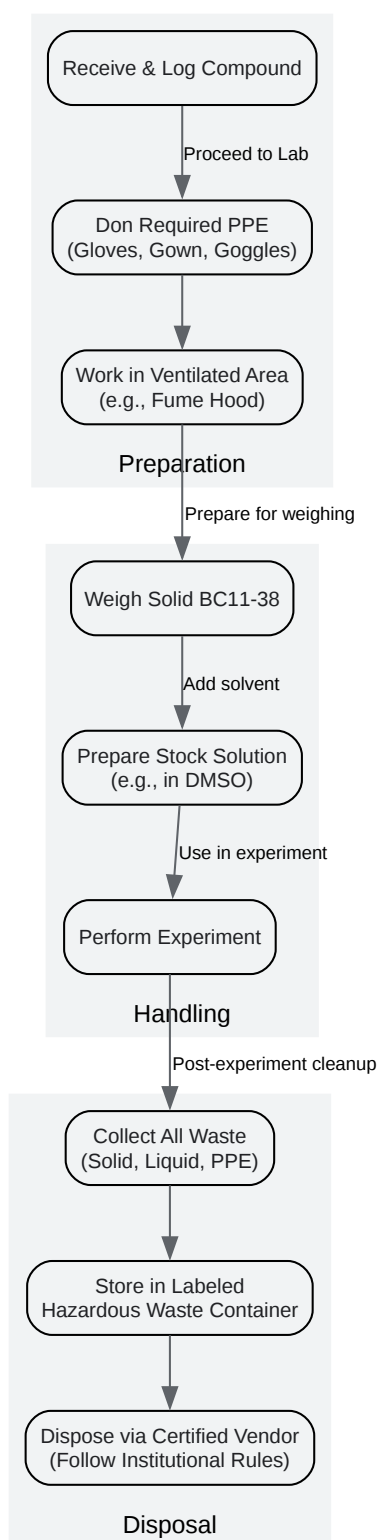 Receive & Log Compound
Proceed to Lab
Don Required PPE
(Gloves, Gown, Goggles)
Work in Ventilated Area
(e.g., Fume Hood)
Preparation
Prepare for weighing
Weigh Solid BC11-38
Add solvent
Prepare Stock Solution
(e.g., in DMSO)
Use in experiment
Perform Experiment
Handling
Post-experiment cleanup
Collect All Waste
(Solid, Liquid, PPE)
Store in Labeled
Hazardous Waste Container
Dispose via Certified Vendor
(Follow Institutional Rules)
Disposal